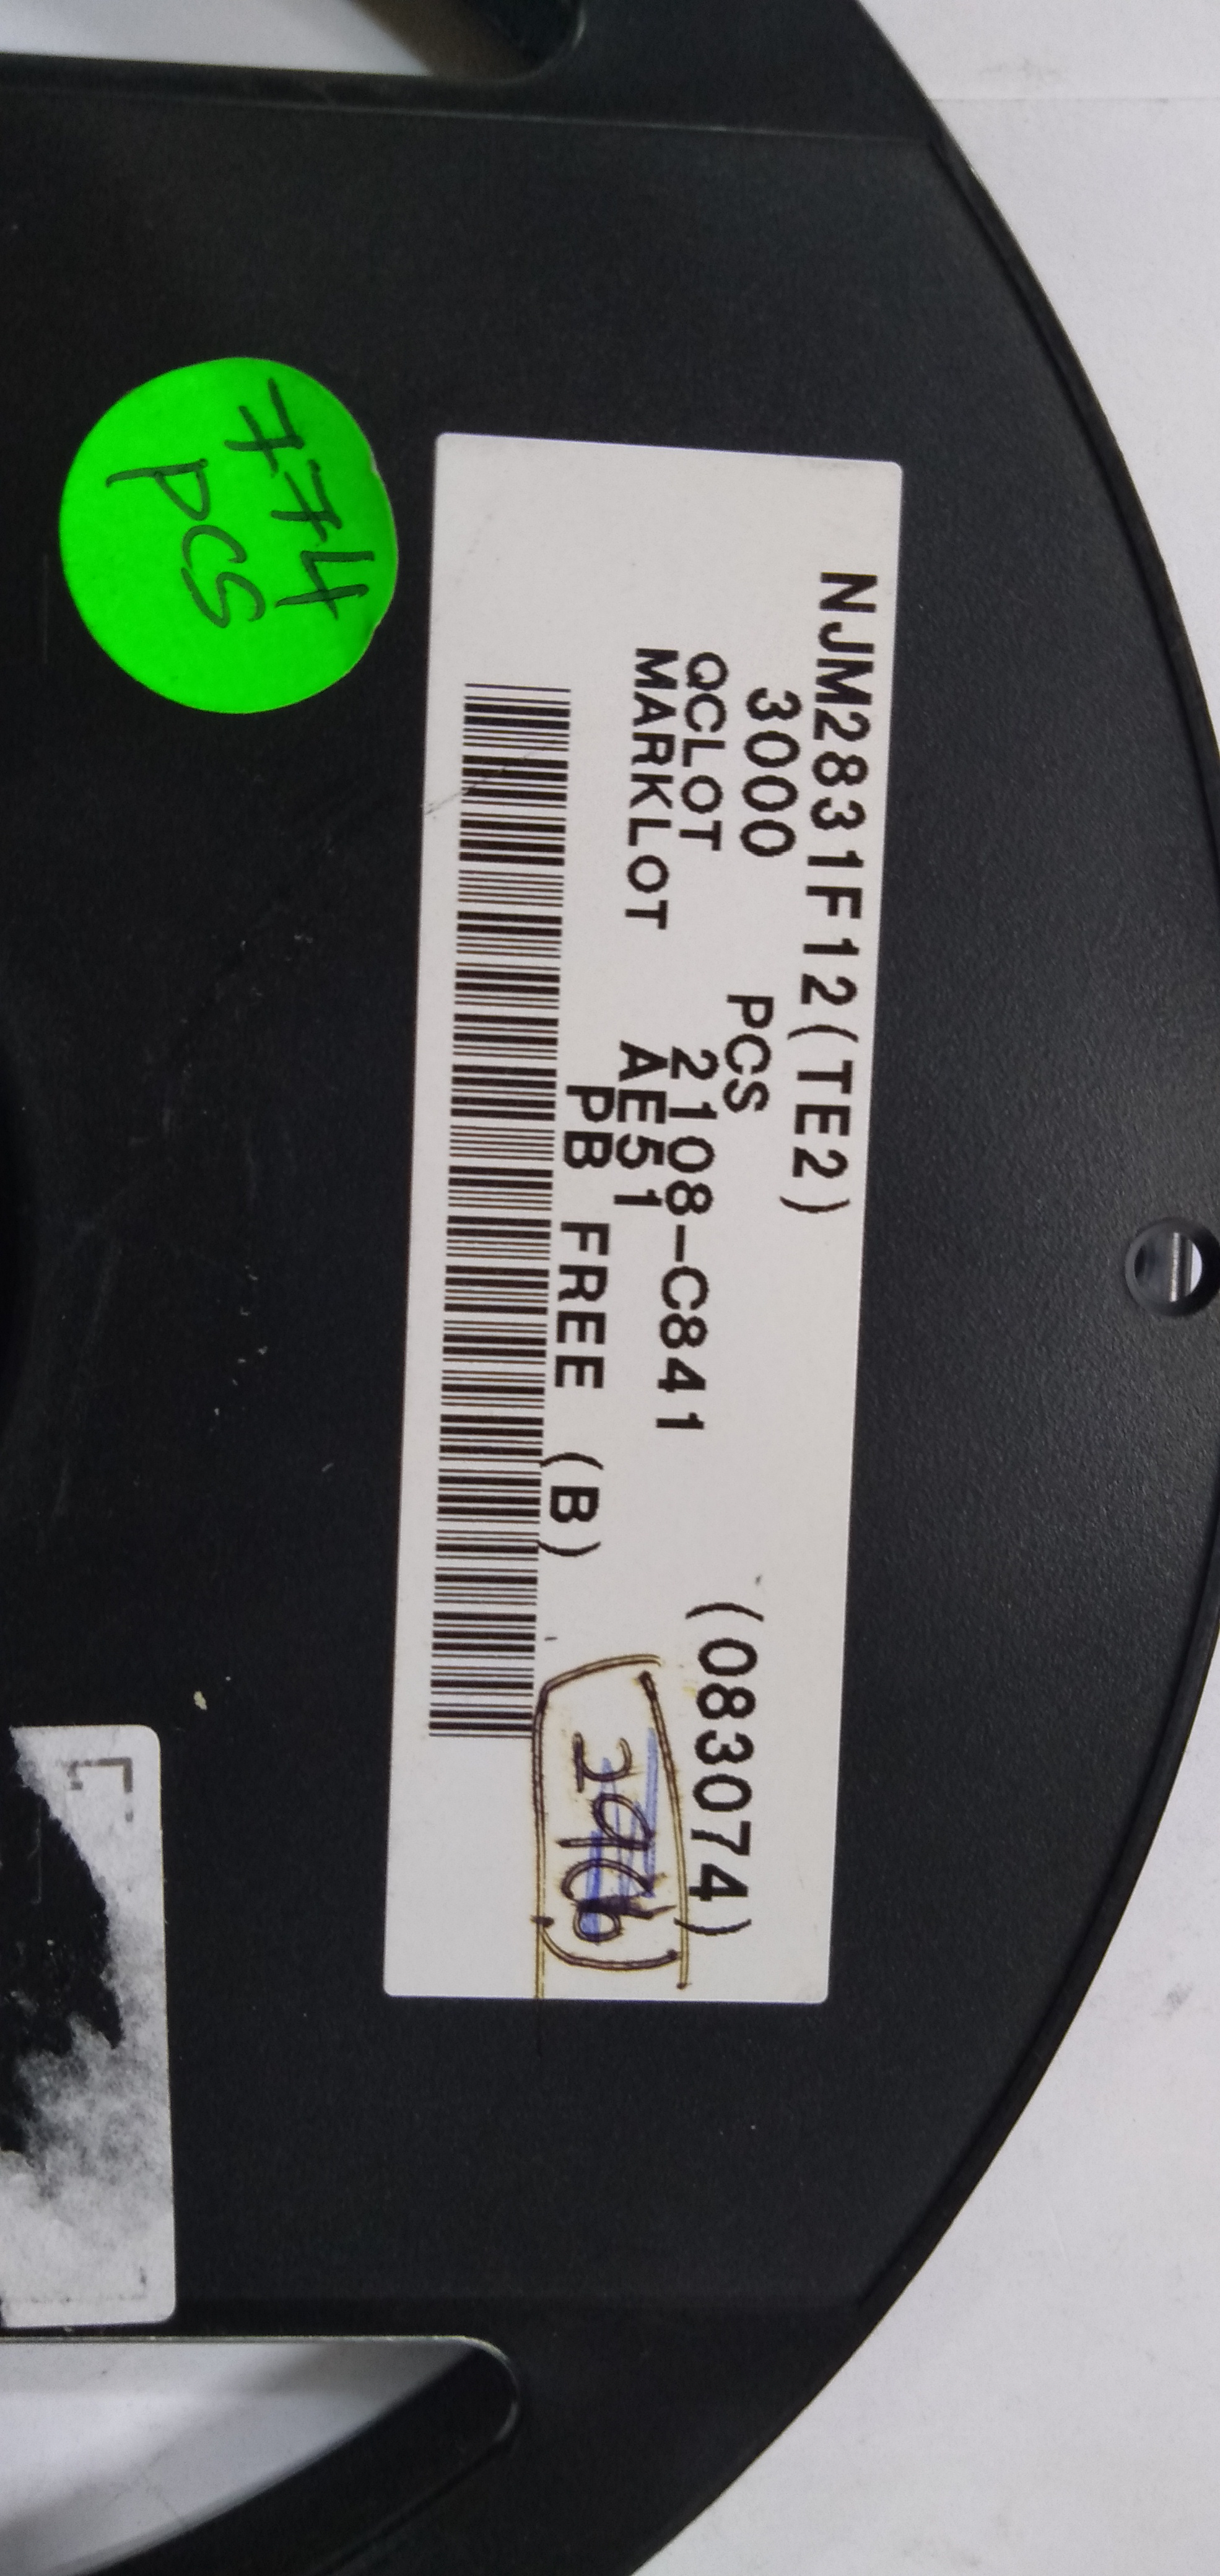 NJM2831F12(TE2)
3000 PCS (083074)
QCLOT 2108-C841
MARKLOT AE51
PB FREE (B)
774
PCS